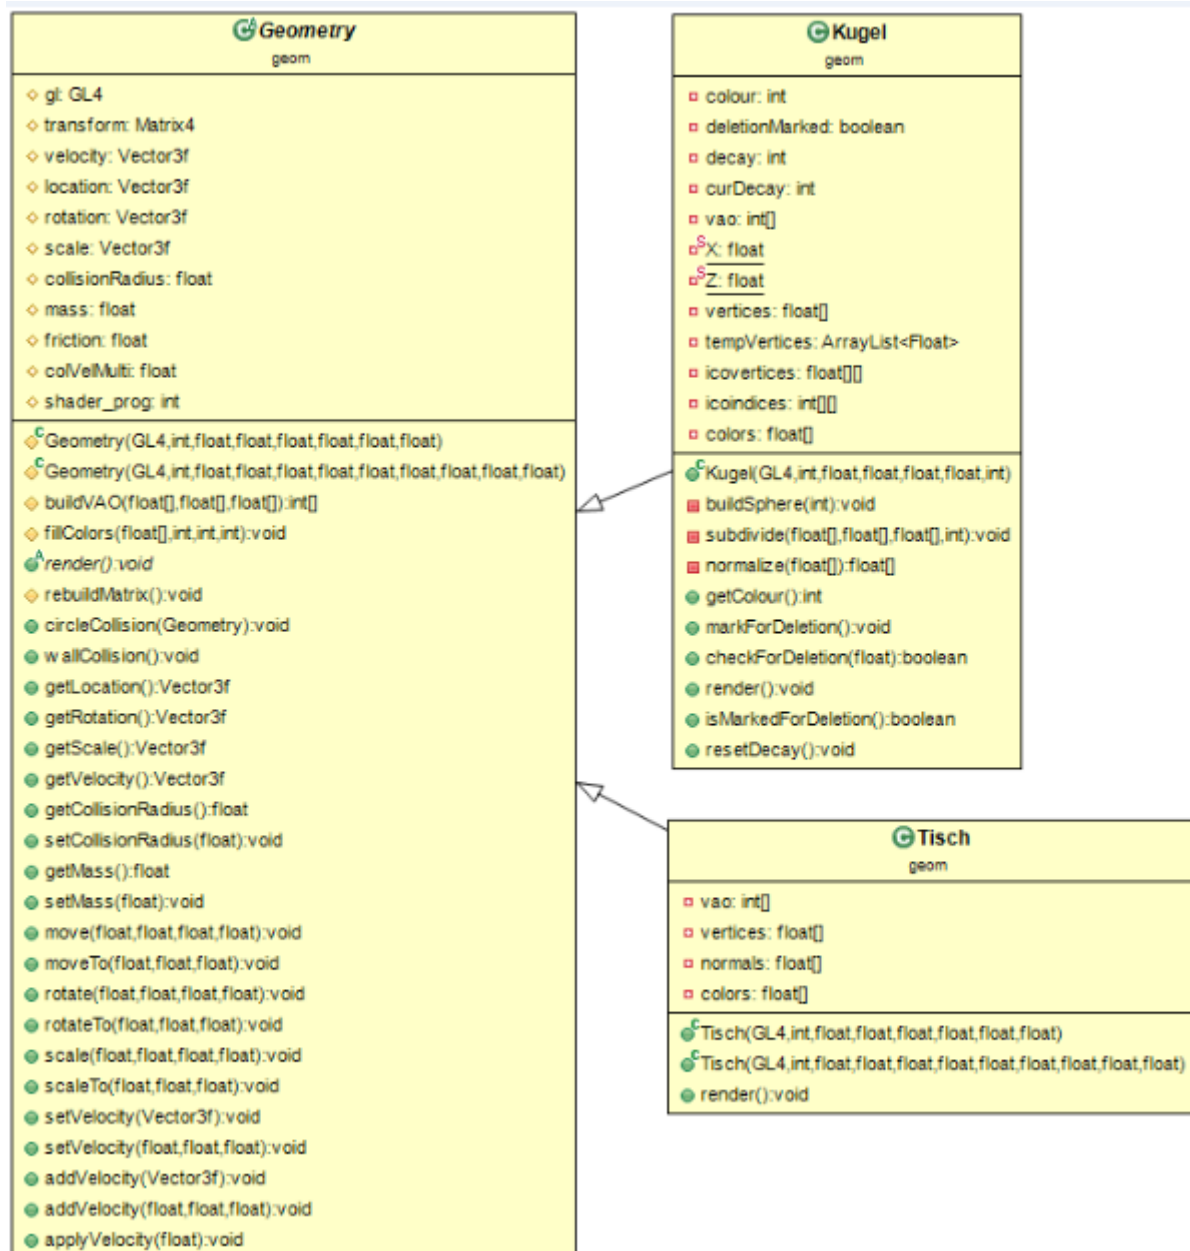 Geometry
geom
gl: GL4
transform: Matrix4
velocity: Vector3f
location: Vector3f
rotation: Vector3f
scale: Vector3f
collisionRadius: float
mass: float
friction: float
colVelMulti: float
shader_prog: int
Geometry(GL4,int,float,float,float,float,float,float)
Geometry(GL4,int,float,float,float,float,float,float,float,float,float)
buildVAO(float[],float[],float[]):int[]
fillColors(float[],int,int,int):void
render():void
rebuildMatrix():void
circleCollision(Geometry):void
wallCollision():void
getLocation():Vector3f
getRotation():Vector3f
getScale():Vector3f
getVelocity():Vector3f
getCollisionRadius():float
setCollisionRadius(float):void
getMass():float
setMass(float):void
move(float,float,float,float):void
moveTo(float,float,float):void
rotate(float,float,float,float):void
rotateTo(float,float,float):void
scale(float,float,float,float):void
scaleTo(float,float,float):void
setVelocity(Vector3f):void
setVelocity(float,float,float):void
addVelocity(Vector3f):void
addVelocity(float,float,float):void
applyVelocity(float):void
Kugel
geom
colour: int
deletionMarked: boolean
decay: int
curDecay: int
vao: int[]
X: float
Z: float
vertices: float[]
tempVertices: ArrayList<Float>
icovertices: float[][]
icoindices: int[][]
colors: float[]
Kugel(GL4,int,float,float,float,float,int)
buildSphere(int):void
subdivide(float[],float[],float[],int):void
normalize(float[]):float[]
getColour():int
markForDeletion():void
checkForDeletion(float):boolean
render():void
isMarkedForDeletion():boolean
resetDecay():void
Tisch
geom
vao: int[]
vertices: float[]
normals: float[]
colors: float[]
Tisch(GL4,int,float,float,float,float,float,float)
Tisch(GL4,int,float,float,float,float,float,float,float,float,float)
render():void